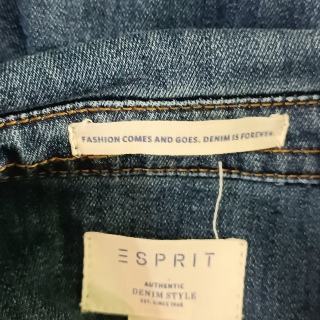 FASHION COMES AND GOES. DENIM IS FOREVER.
ESPRIT
AUTHENTIC
DENIM STYLE
EST. SINCE 1968